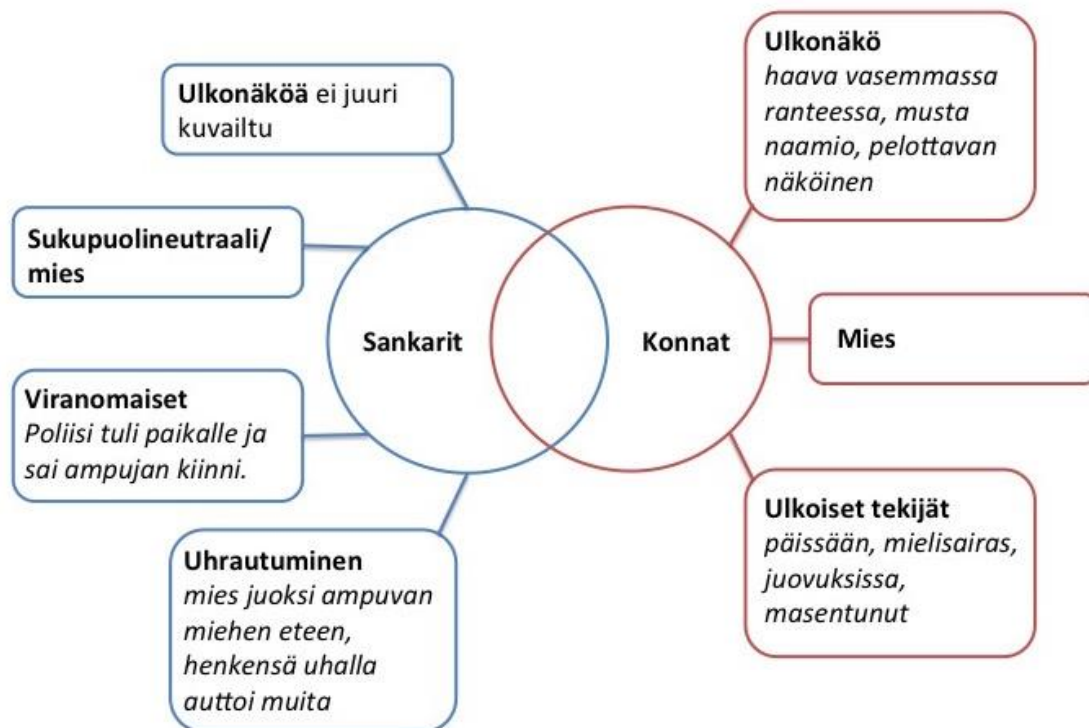 Ulkonäköä ei juuri
kuvailtu
Sukupuolineutraali/
mies
Viranomaiset
Poliisi tuli paikalle ja
sai ampujan kiinni.
Uhrautuminen
mies juoksi ampuvan
miehen eteen,
henkensä uhalla
auttoi muita
Sankarit
Konnat
Ulkonäkö
haava vasemmassa
ranteessa, musta
naamio, pelottavan
näköinen
Mies
Ulkoiset tekijät
päissään, mielisairas,
juovuksissa,
masentunut